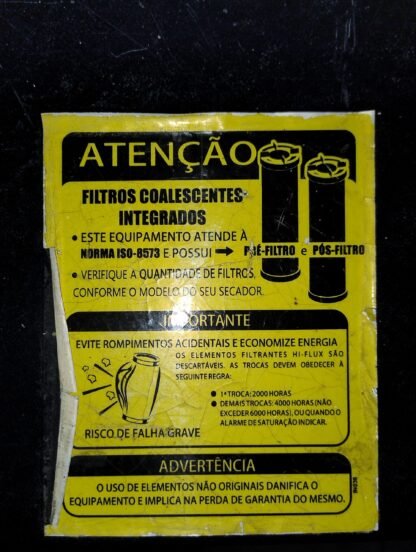 ATENÇÃO
FILTROS COALESCENTES
INTEGRADOS
• ESTE EQUIPAMENTO ATENDE À
NORMA ISO-8573 E POSSUI → PRÉ-FILTRO e PÓS-FILTRO
• VERIFIQUE A QUANTIDADE DE FILTROS,
CONFORME O MODELO DO SEU SECADOR.
IMPORTANTE
EVITE ROMPIMENTOS ACIDENTAIS E ECONOMIZE ENERGIA
OS ELEMENTOS FILTRANTES HI-FLUX SÃO
DESCARTÁVEIS. AS TROCAS DEVEM OBEDECER À
SEGUINTE REGRA:
● 1ª TROCA: 2000 HORAS
● DEMAIS TROCAS: 4000 HORAS (NÃO
EXCEDER 6000 HORAS), OU QUANDO O
ALARME DE SATURAÇÃO INDICAR.
RISCO DE FALHA GRAVE
ADVERTÊNCIA
O USO DE ELEMENTOS NÃO ORIGINAIS DANIFICA O
EQUIPAMENTO E IMPLICA NA PERDA DE GARANTIA DO MESMO.